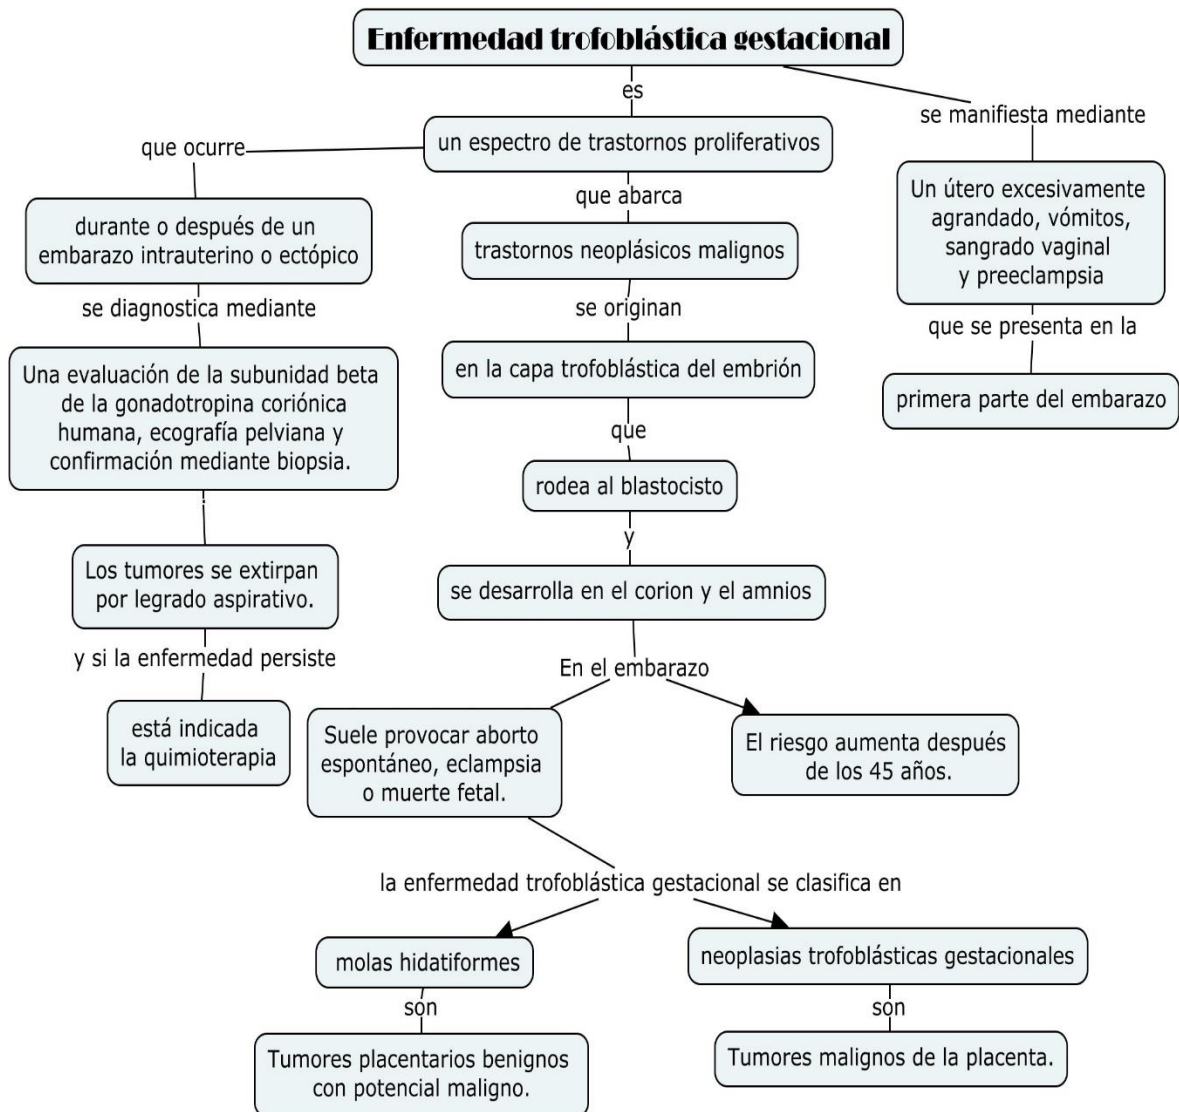 Enfermedad trofoblástica gestacional
es
un espectro de trastornos proliferativos
que ocurre
durante o después de un
embarazo intrauterino o ectópico
se diagnostica mediante
Una evaluación de la subunidad beta
de la gonadotropina coriónica
humana, ecografía pelviana y
confirmación mediante biopsia.
Los tumores se extirpan
por legrado aspirativo.
y si la enfermedad persiste
está indicada
la quimioterapia
que abarca
trastornos neoplásicos malignos
se originan
en la capa trofoblástica del embrión
que
rodea al blastocisto
y
se desarrolla en el corion y el amnios
En el embarazo
Suele provocar aborto
espontáneo, eclampsia
o muerte fetal.
El riesgo aumenta después
de los 45 años.
la enfermedad trofoblástica gestacional se clasifica en
molas hidatiformes
son
Tumores placentarios benignos
con potencial maligno.
neoplasias trofoblásticas gestacionales
son
Tumores malignos de la placenta.
se manifiesta mediante
Un útero excesivamente
agrandado, vómitos,
sangrado vaginal
y preeclampsia
que se presenta en la
primera parte del embarazo